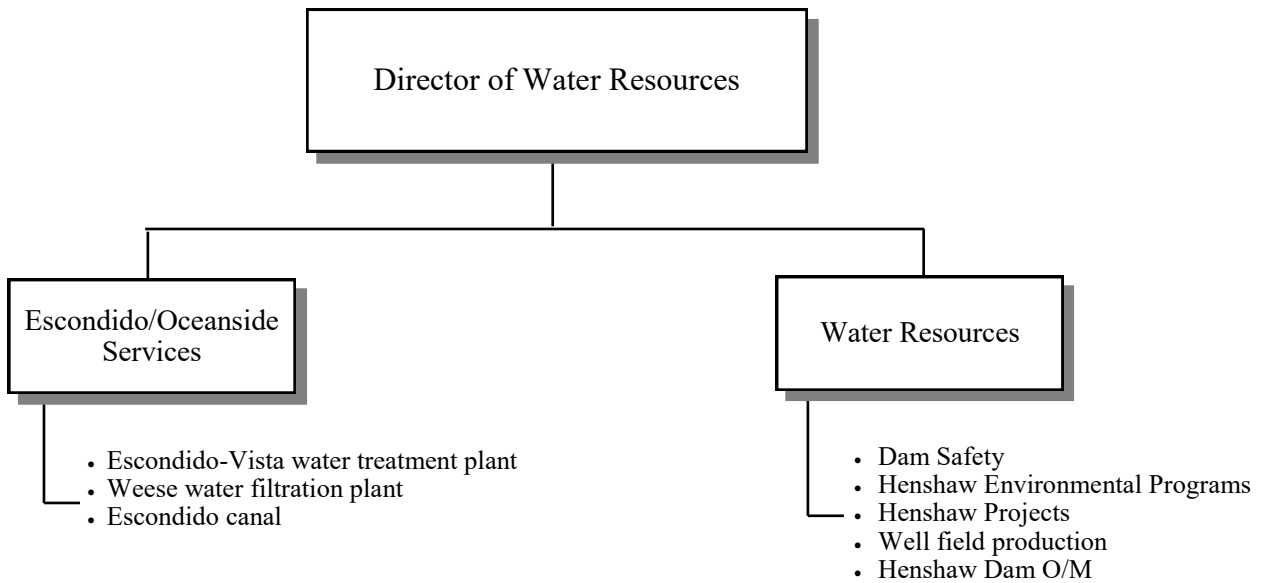 Director of Water Resources
Escondido/Oceanside
Services
Water Resources
• Escondido-Vista water treatment plant
• Weese water filtration plant
• Escondido canal
• Dam Safety
• Henshaw Environmental Programs
• Henshaw Projects
• Well field production
• Henshaw Dam O/M